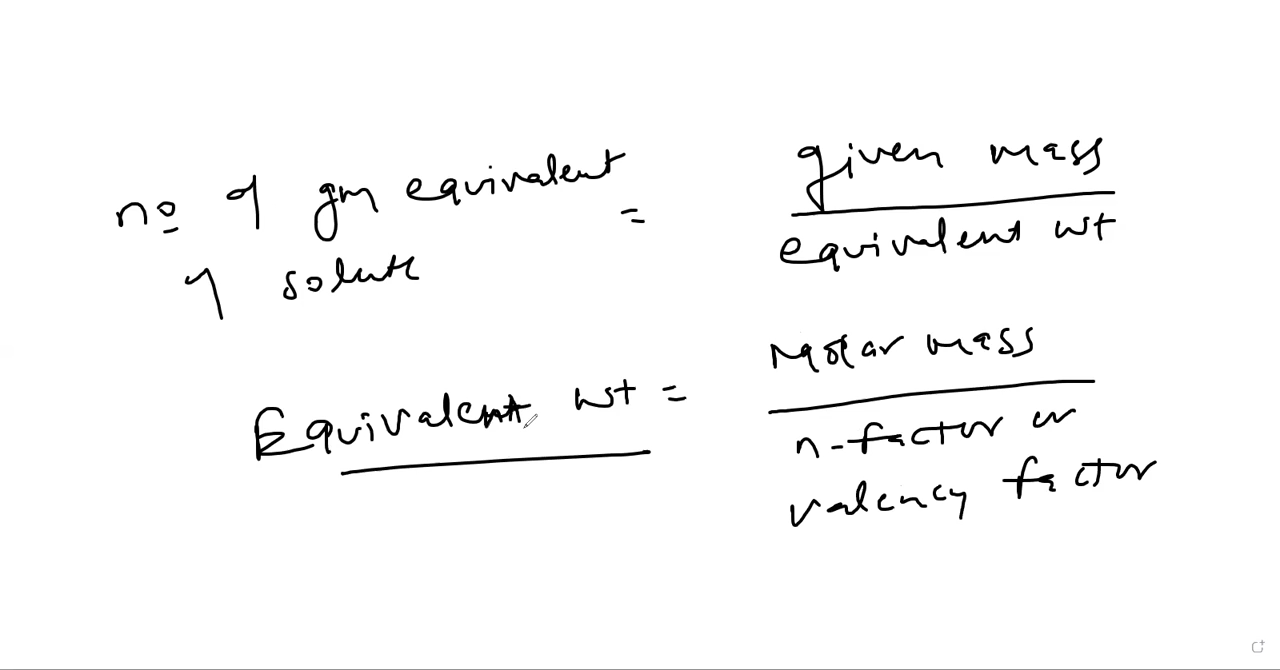 no of gm equivalent = given mass
of solute equivalent wt
Equivalent wt = Molar mass
n-factor or
valency factor